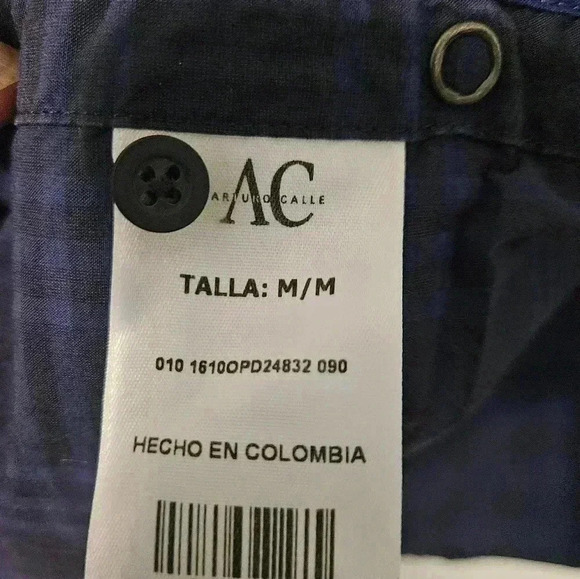 AC
ARTURO CALLE
TALLA: M/M
010 1610OPD24832 090
HECHO EN COLOMBIA